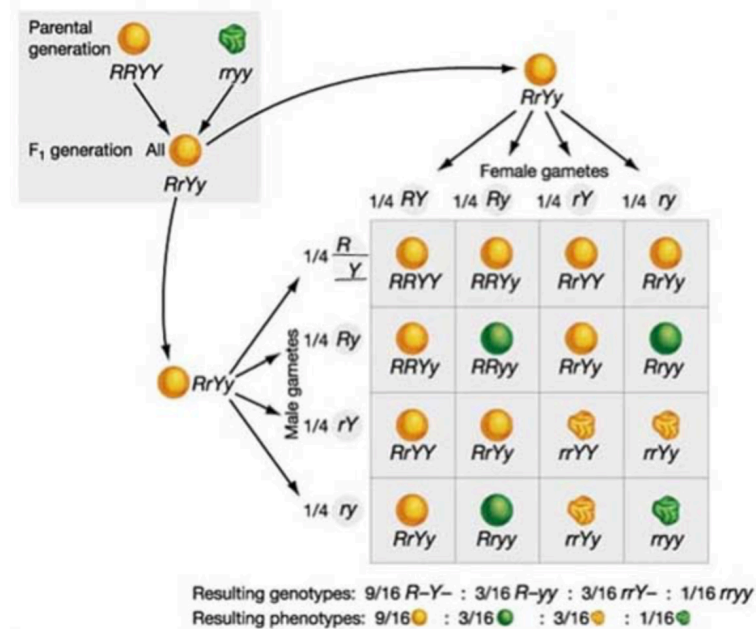 Parental
generation
RRYY
rryy
F1 generation All
RrYy
RrYy
Female gametes
1/4 RY 1/4 Ry 1/4 rY 1/4 ry
1/4 R
Y
RRYY RRYy RrYY RrYy
1/4 Ry
RRYy RRyy RrYy Rryy
RrYy
Male gametes
1/4 rY
RrYY RrYy rrYY rrYy
1/4 ry
RrYy Rryy rrYy rryy
Resulting genotypes: 9/16 R–Y– : 3/16 R–yy : 3/16 rrY– : 1/16 rryy
Resulting phenotypes: 9/16 : 3/16 : 3/16 : 1/16